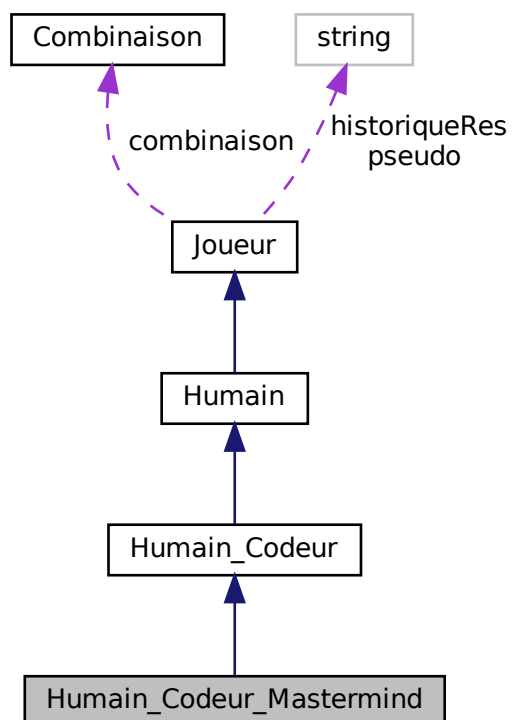 Combinaison
string
combinaison
historiqueRes
pseudo
Joueur
Humain
Humain_Codeur
Humain_Codeur_Mastermind